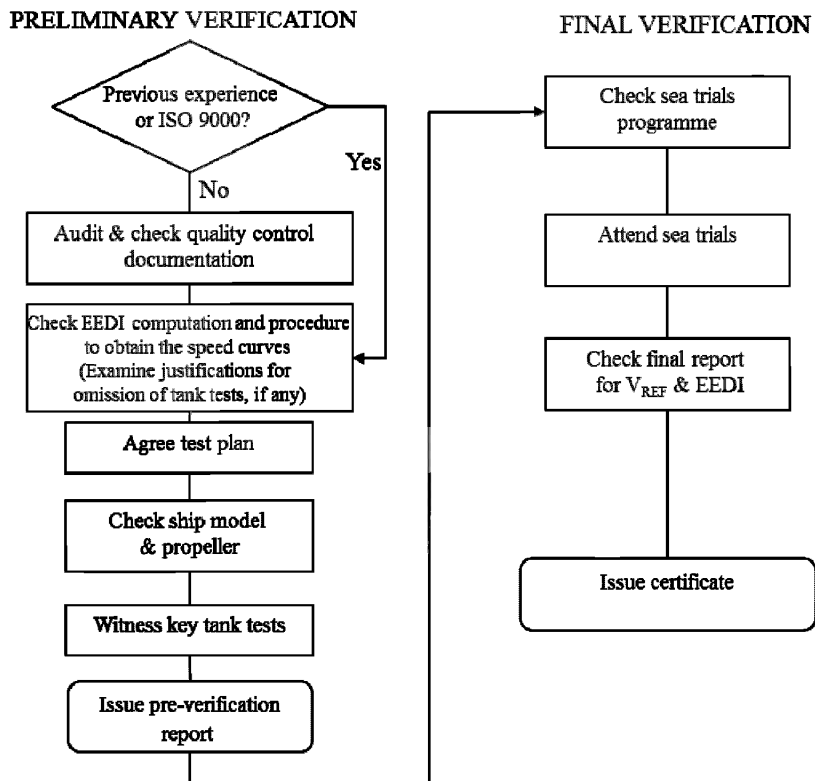 PRELIMINARY VERIFICATION
Previous experience
or ISO 9000?
Yes
No
Audit & check quality control
documentation
Check EEDI computation and procedure
to obtain the speed curves
(Examine justifications for
omission of tank tests, if any)
Agree test plan
Check ship model
& propeller
Witness key tank tests
Issue pre-verification
report
FINAL VERIFICATION
Check sea trials
programme
Attend sea trials
Check final report
for VREF & EEDI
Issue certificate